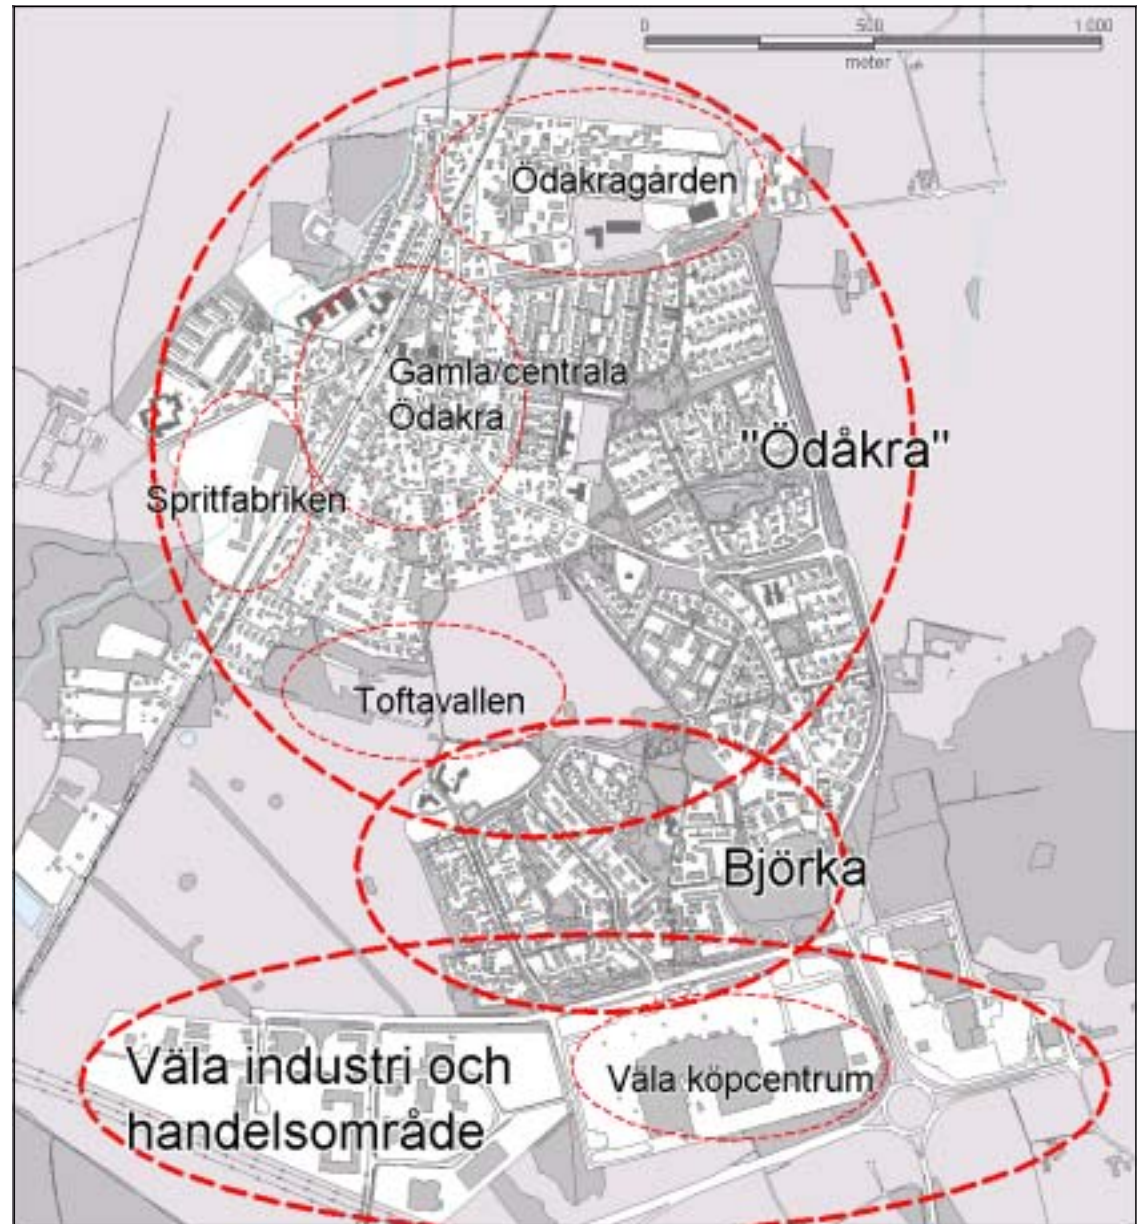 0 500 1 000
meter
Ödakragården
Gamla/centrala
Ödakra
"Ödåkra"
Spritfabriken
Toftavallen
Björka
Väla industri och
handelsområde
Väla köpcentrum